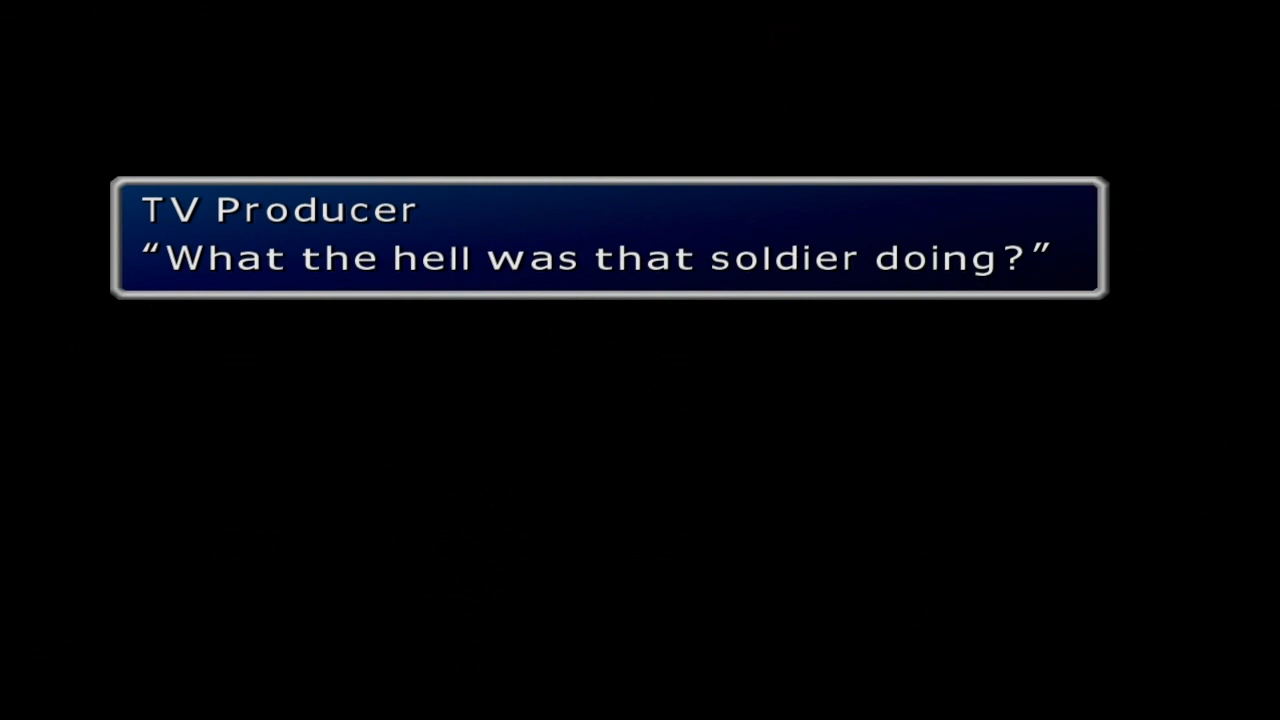 TV Producer
“What the hell was that soldier doing?”